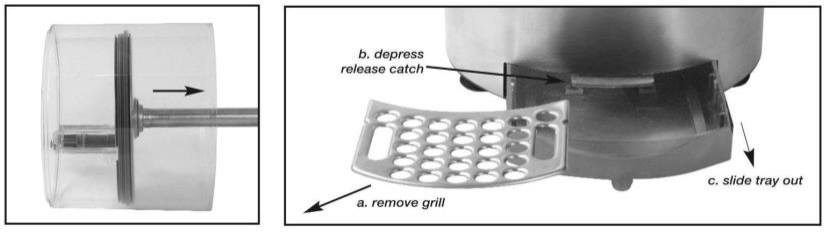 b. depress
release catch
c. slide tray out
a. remove grill